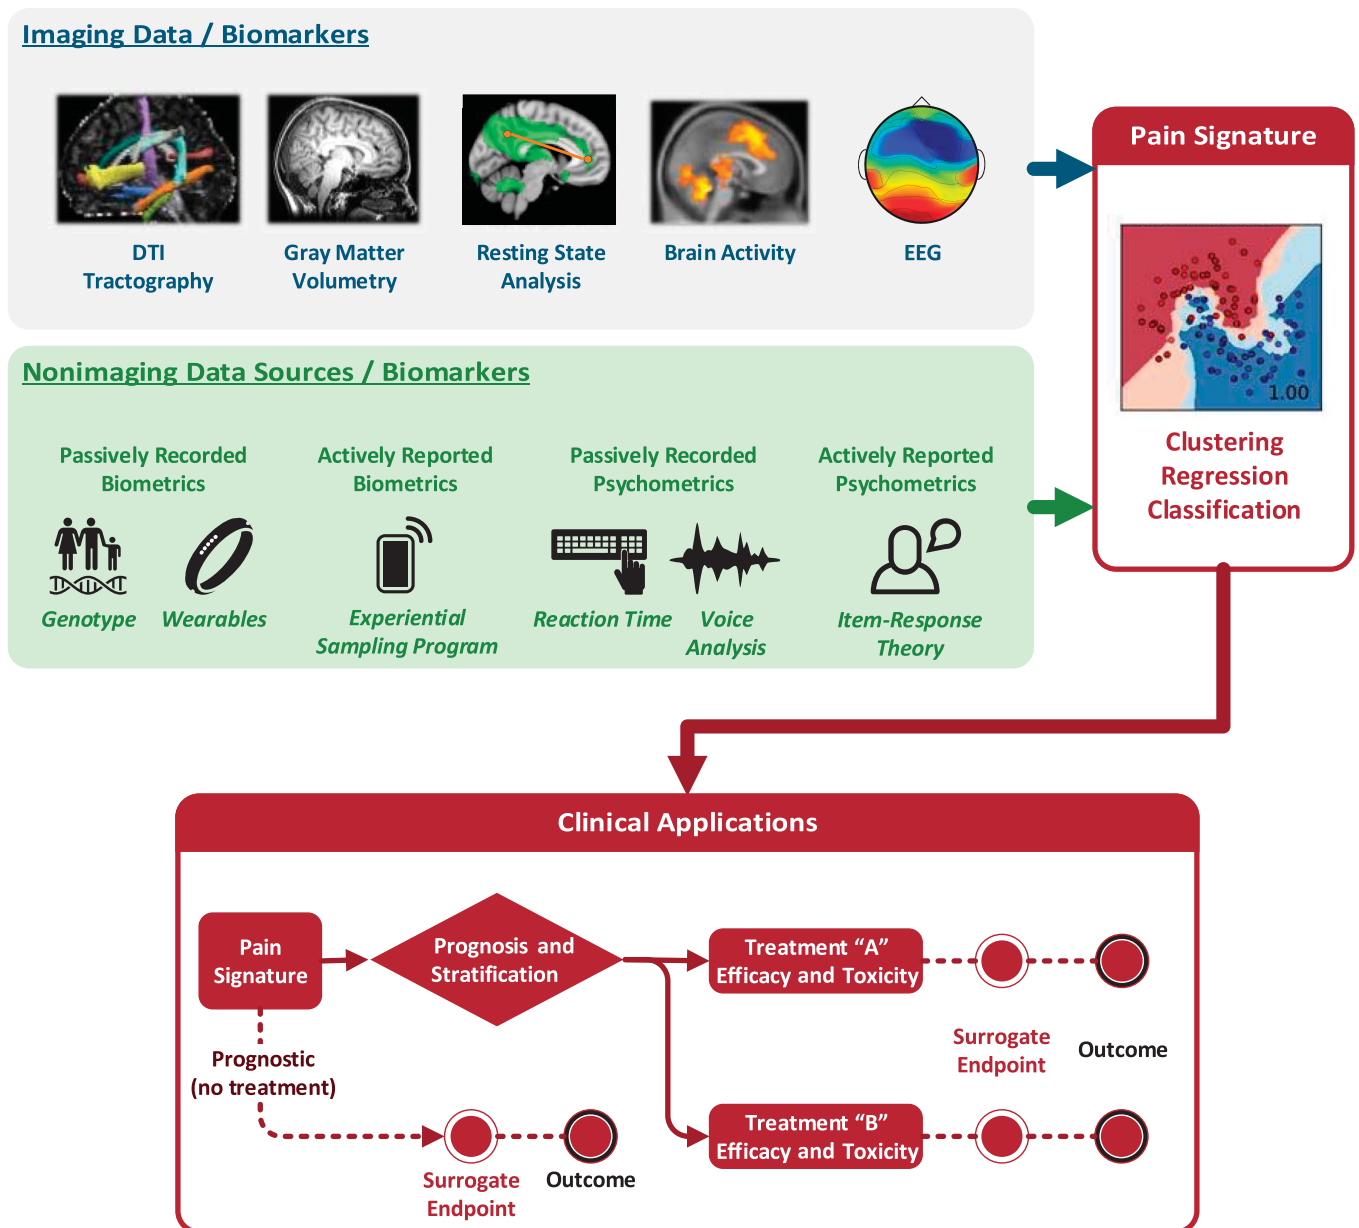 Imaging Data / Biomarkers
DTI
Tractography
Gray Matter
Volumetry
Resting State
Analysis
Brain Activity
EEG
Nonimaging Data Sources / Biomarkers
Passively Recorded
Biometrics
Actively Reported
Biometrics
Passively Recorded
Psychometrics
Actively Reported
Psychometrics
Genotype
Wearables
Experiential
Sampling Program
Reaction Time
Voice
Analysis
Item-Response
Theory
Pain Signature
1.00
Clustering
Regression
Classification
Clinical Applications
Pain
Signature
Prognosis and
Stratification
Treatment “A”
Efficacy and Toxicity
Surrogate
Endpoint
Outcome
Prognostic
(no treatment)
Surrogate
Endpoint
Outcome
Treatment “B”
Efficacy and Toxicity